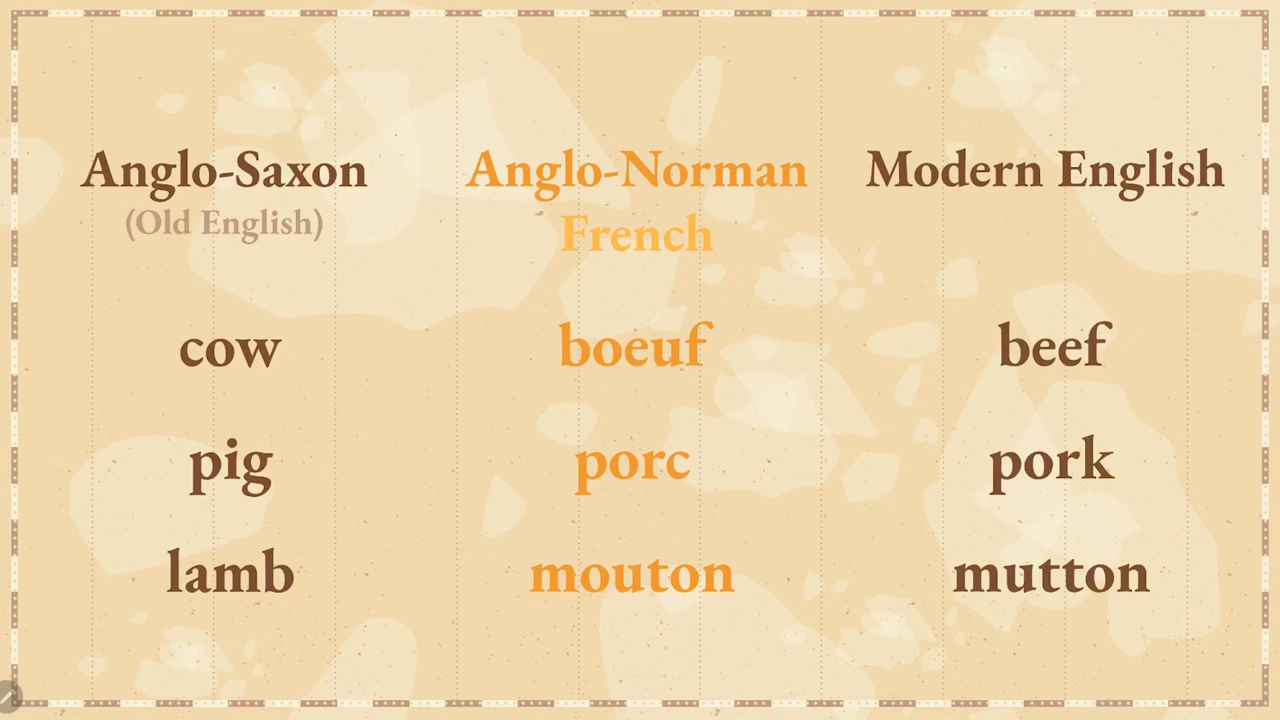 Anglo-Saxon Anglo-Norman Modern English
(Old English) French
cow boeuf beef
pig porc pork
lamb mouton mutton